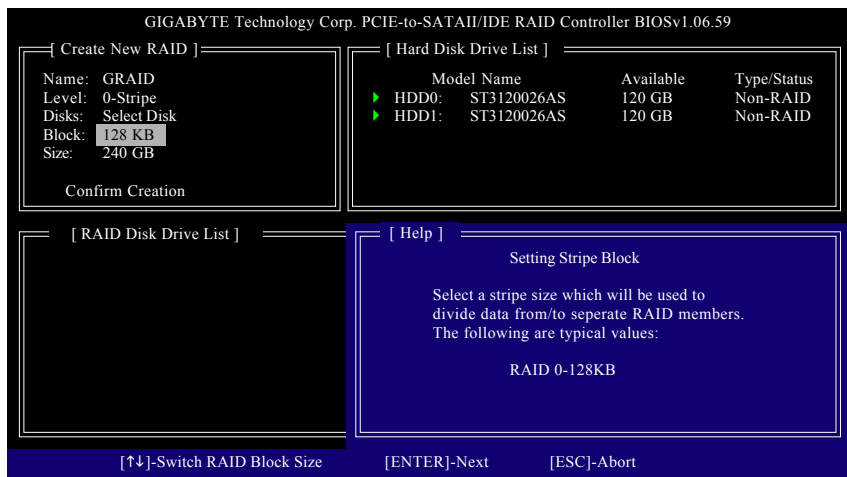 GIGABYTE Technology Corp. PCIE-to-SATAII/IDE RAID Controller BIOSv1.06.59
[ Create New RAID ]
Name: GRAID
Level: 0-Stripe
Disks: Select Disk
Block: 128 KB
Size: 240 GB
Confirm Creation
[ Hard Disk Drive List ]
Model Name Available Type/Status
HDD0: ST3120026AS 120 GB Non-RAID
HDD1: ST3120026AS 120 GB Non-RAID
[ RAID Disk Drive List ]
[ Help ]
Setting Stripe Block
Select a stripe size which will be used to
divide data from/to seperate RAID members.
The following are typical values:
RAID 0-128KB
[↑↓]-Switch RAID Block Size [ENTER]-Next [ESC]-Abort